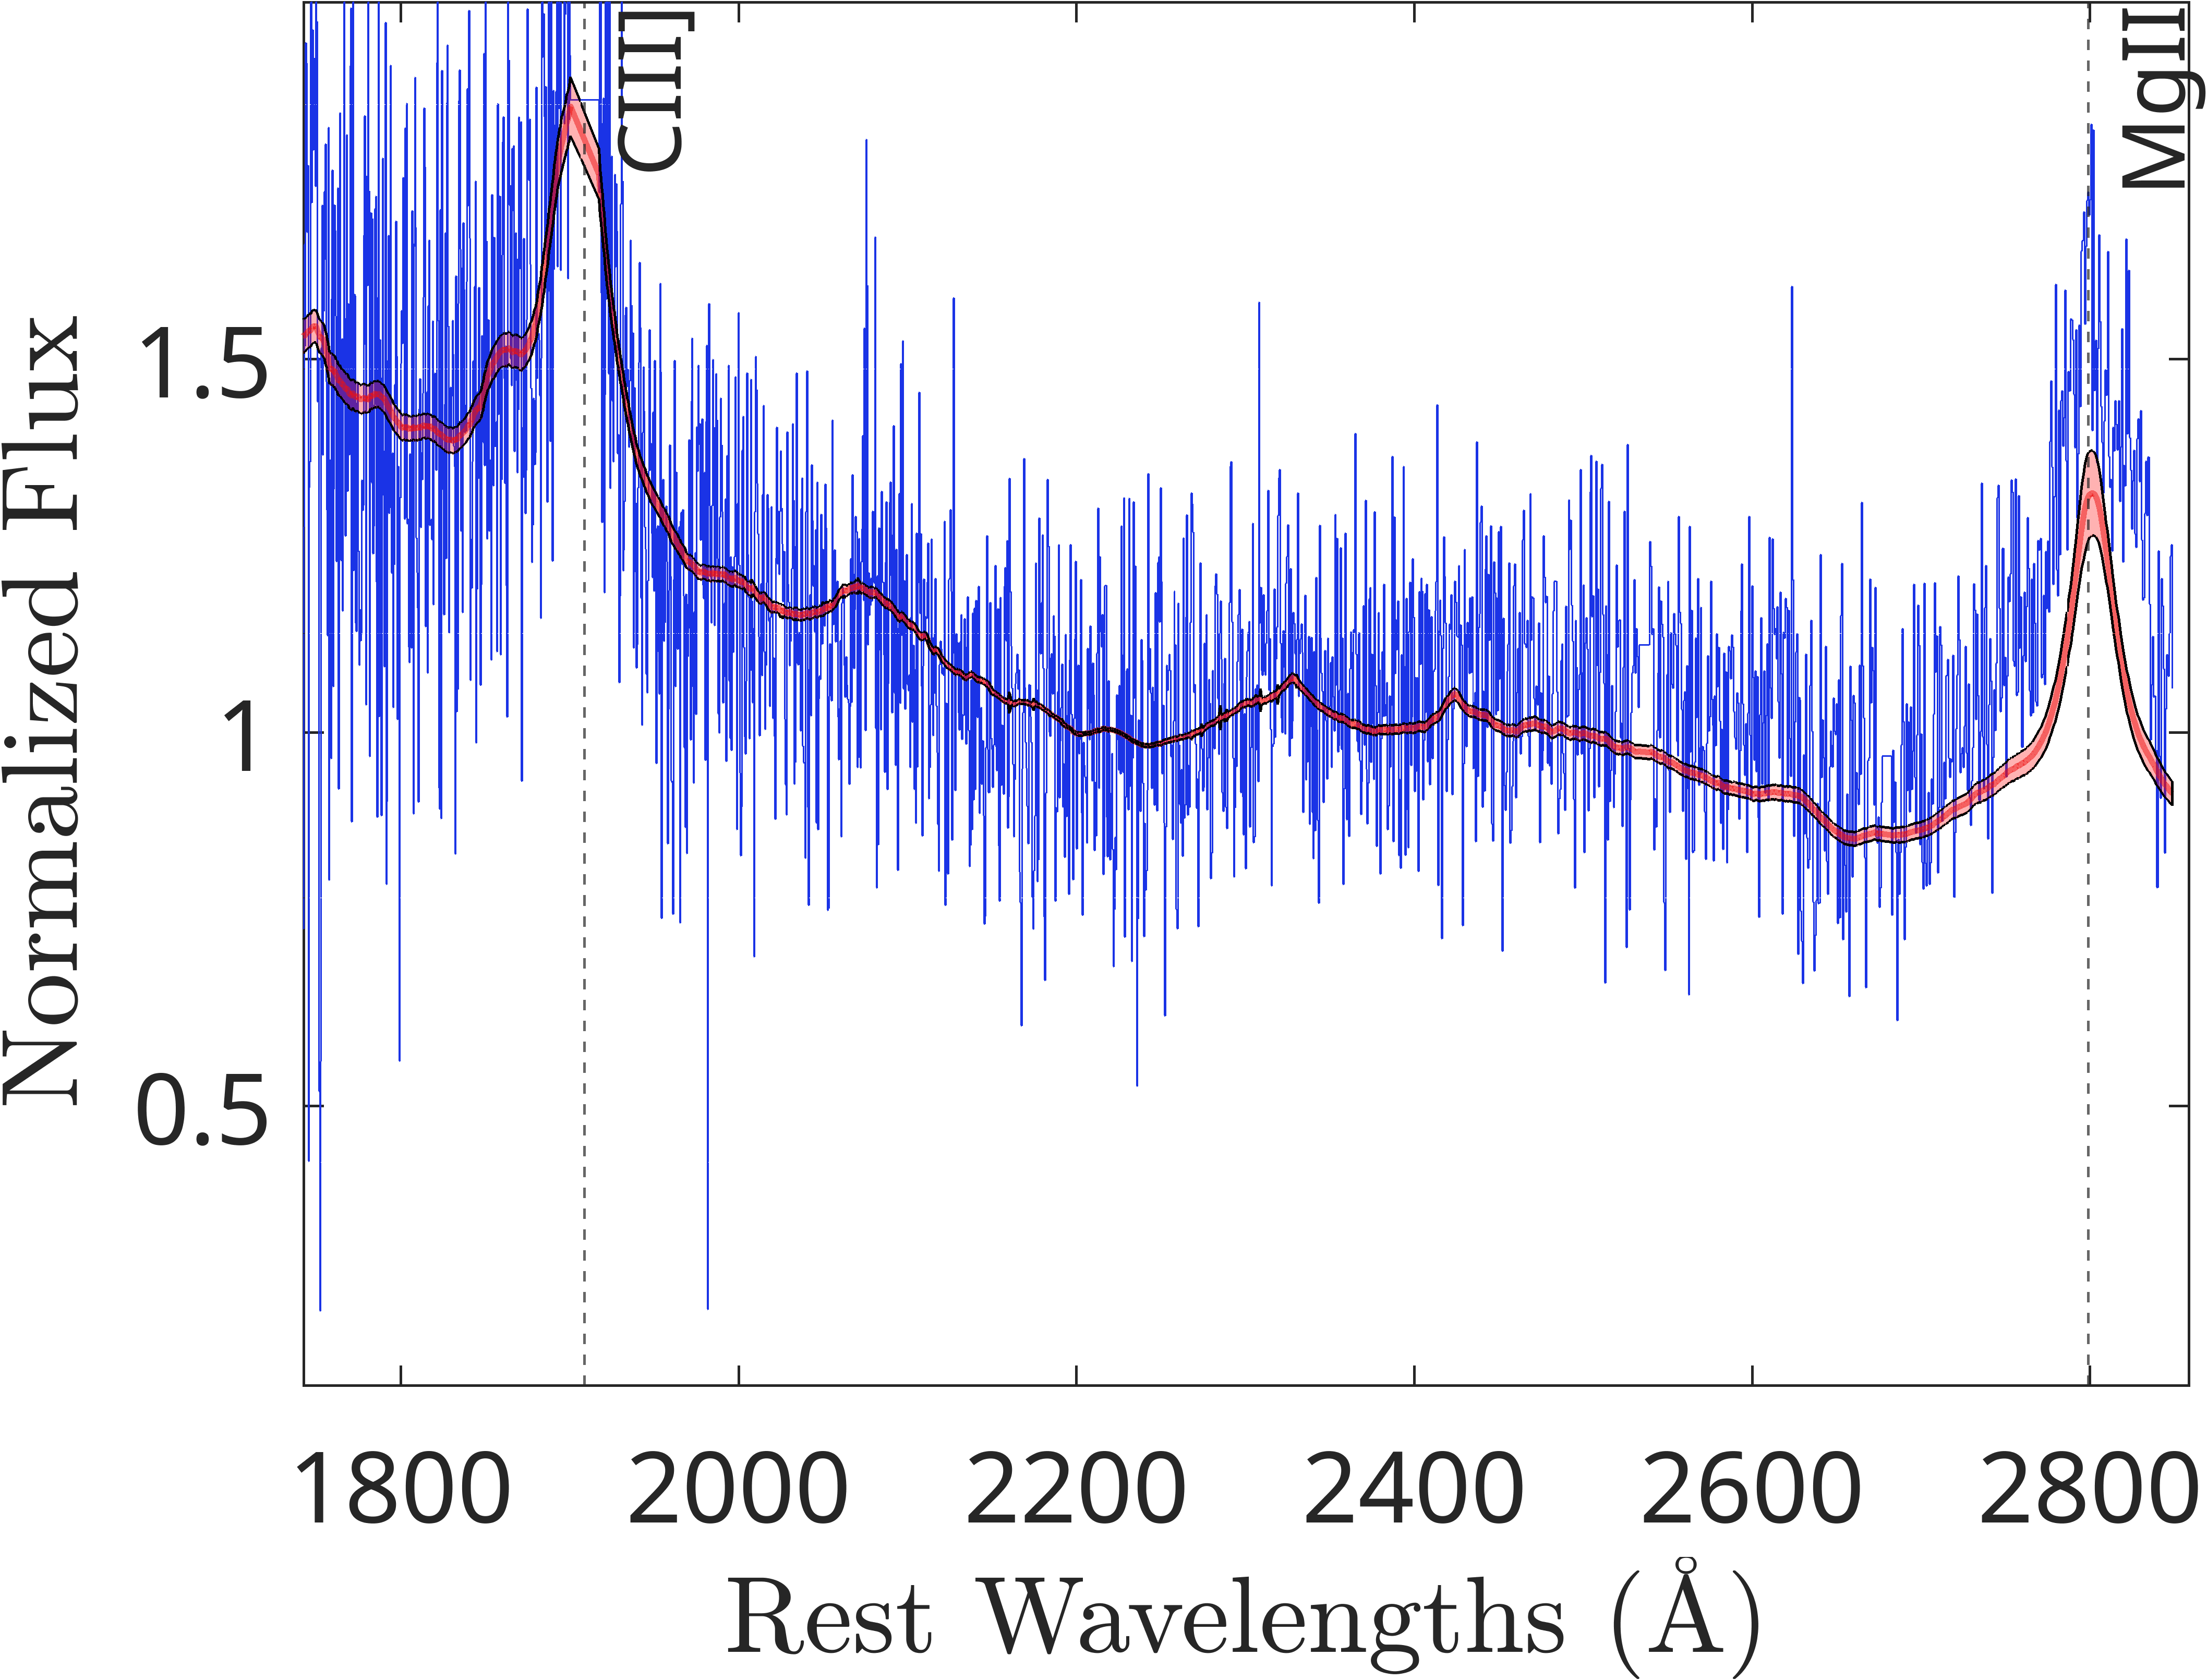 CIII]
MgII
Normalized Flux
1.5
1
0.5
1800 2000 2200 2400 2600 2800
Rest Wavelengths (Å)